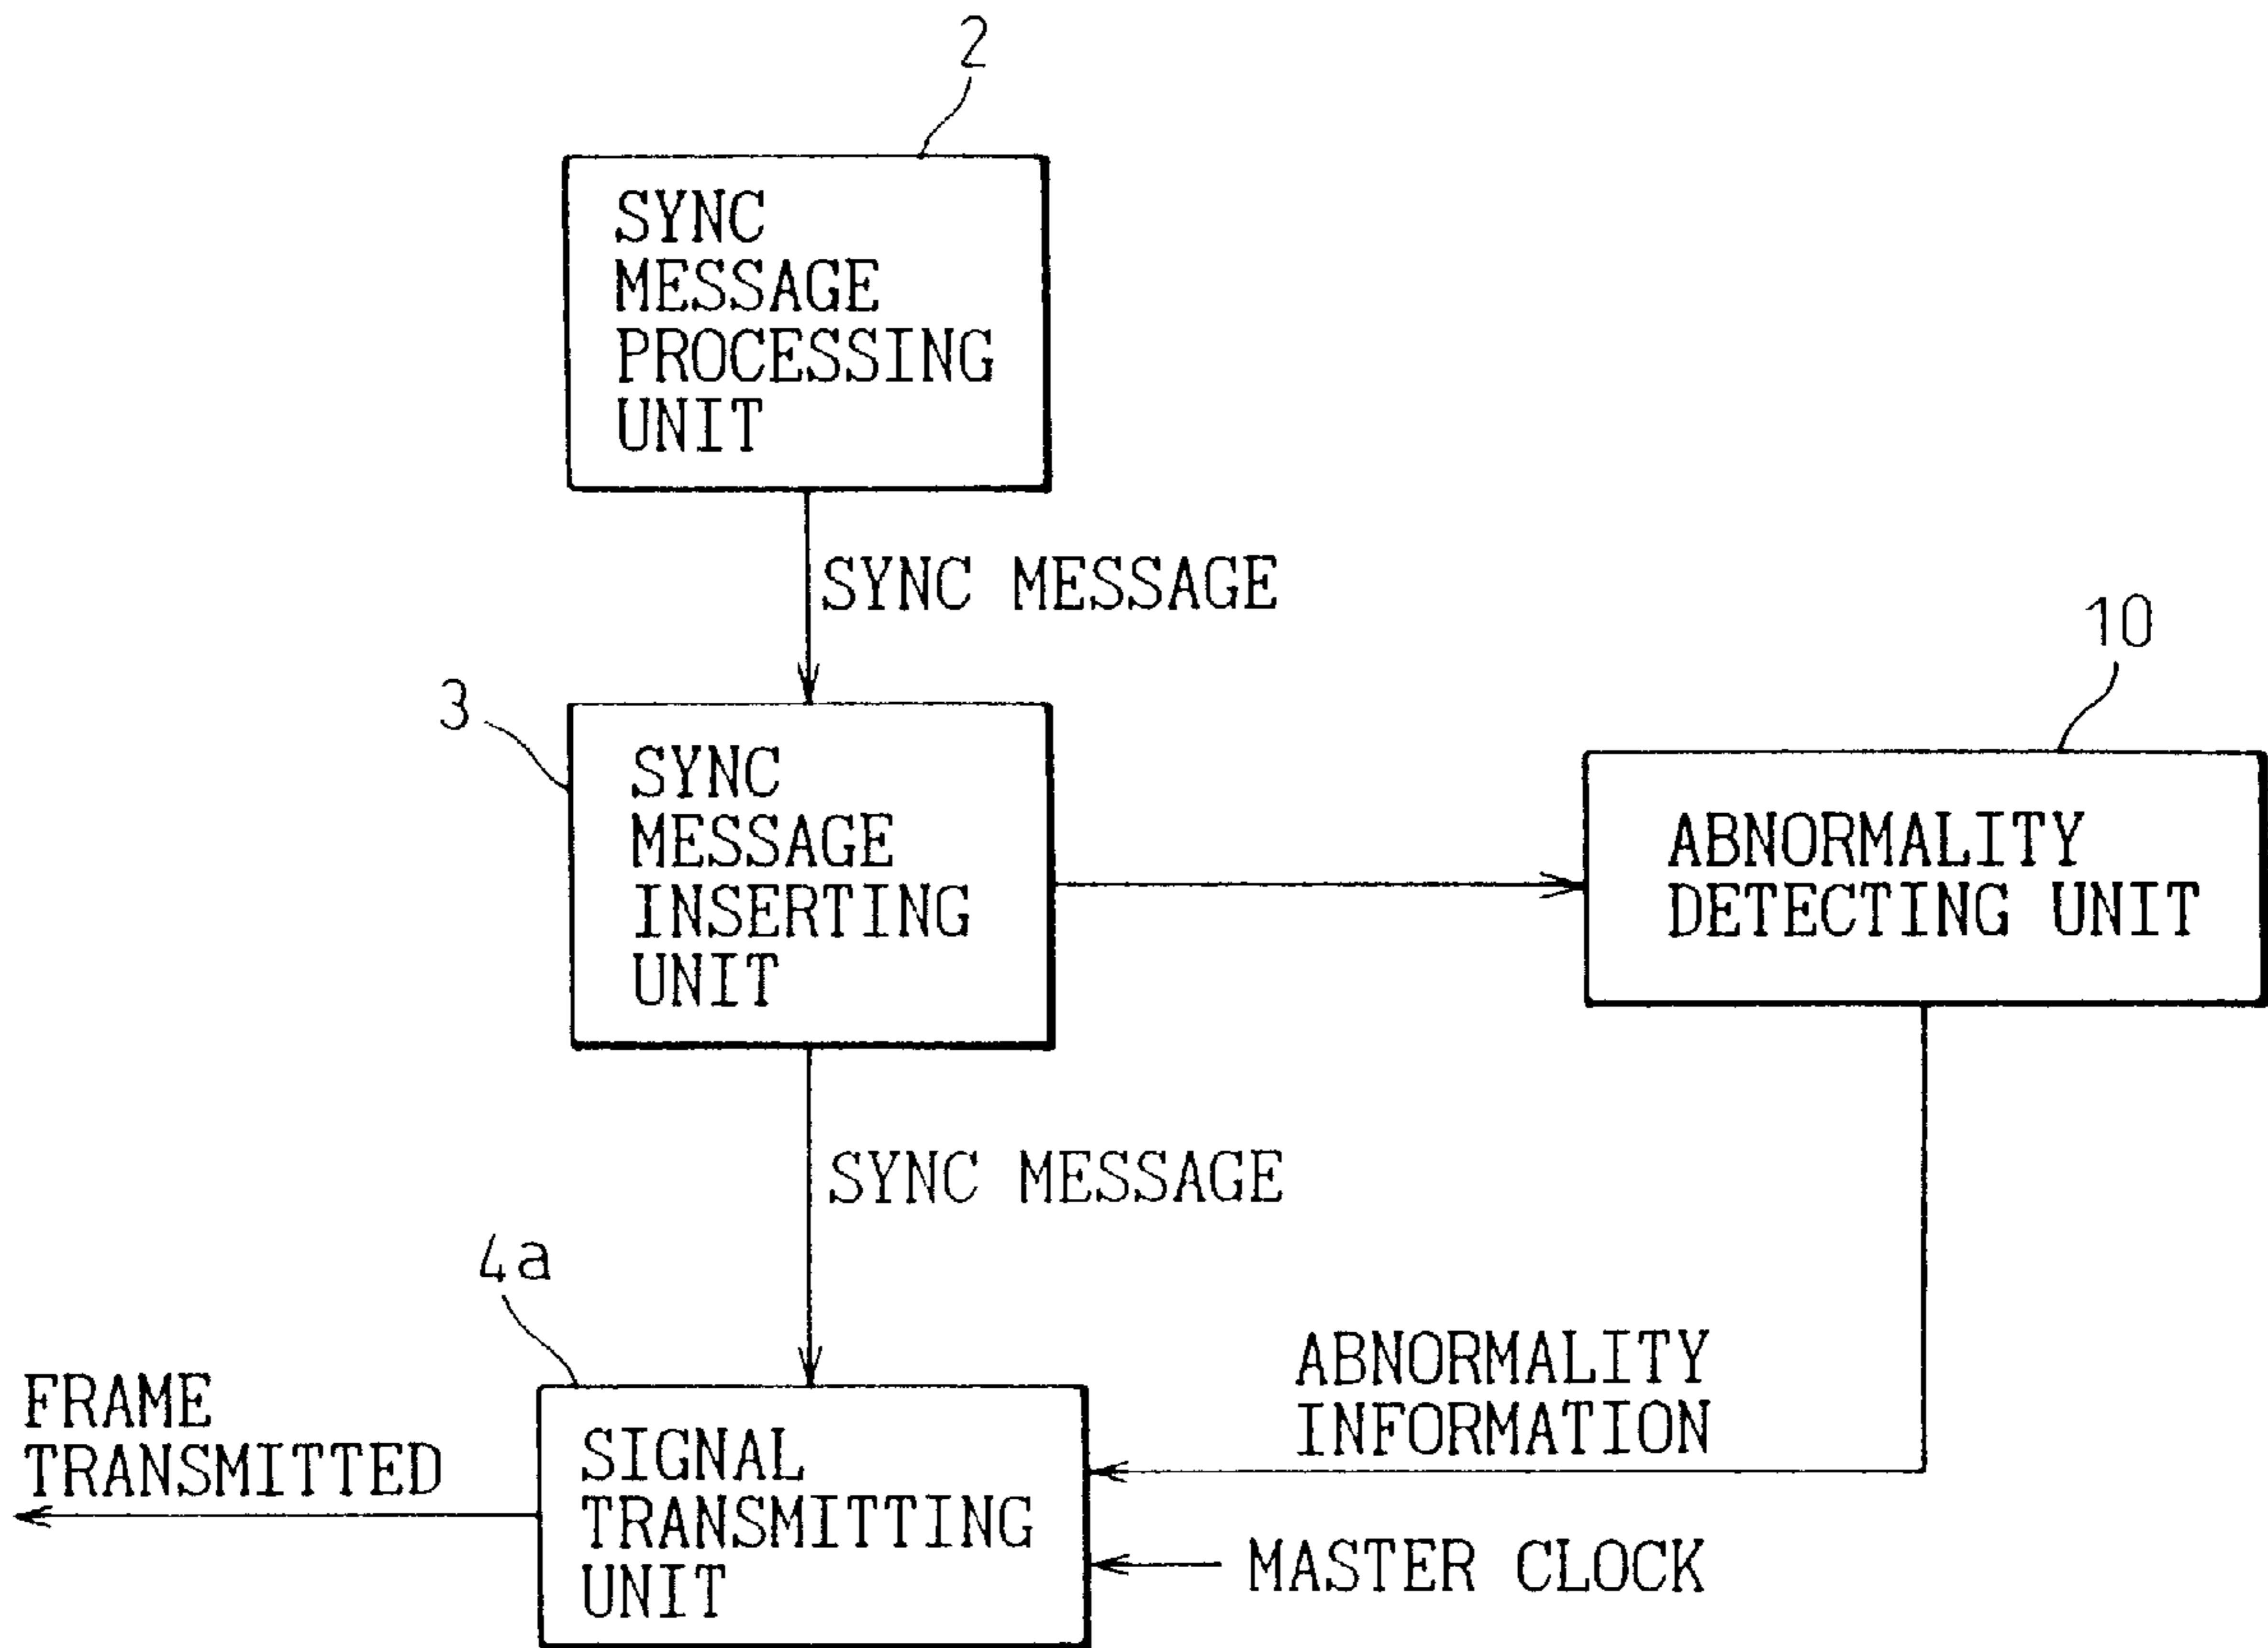 2
SYNC
MESSAGE
PROCESSING
UNIT
SYNC MESSAGE
10
3
SYNC
MESSAGE
INSERTING
UNIT
ABNORMALITY
DETECTING UNIT
SYNC MESSAGE
4a
ABNORMALITY
INFORMATION
FRAME
TRANSMITTED
SIGNAL
TRANSMITTING
UNIT
MASTER CLOCK